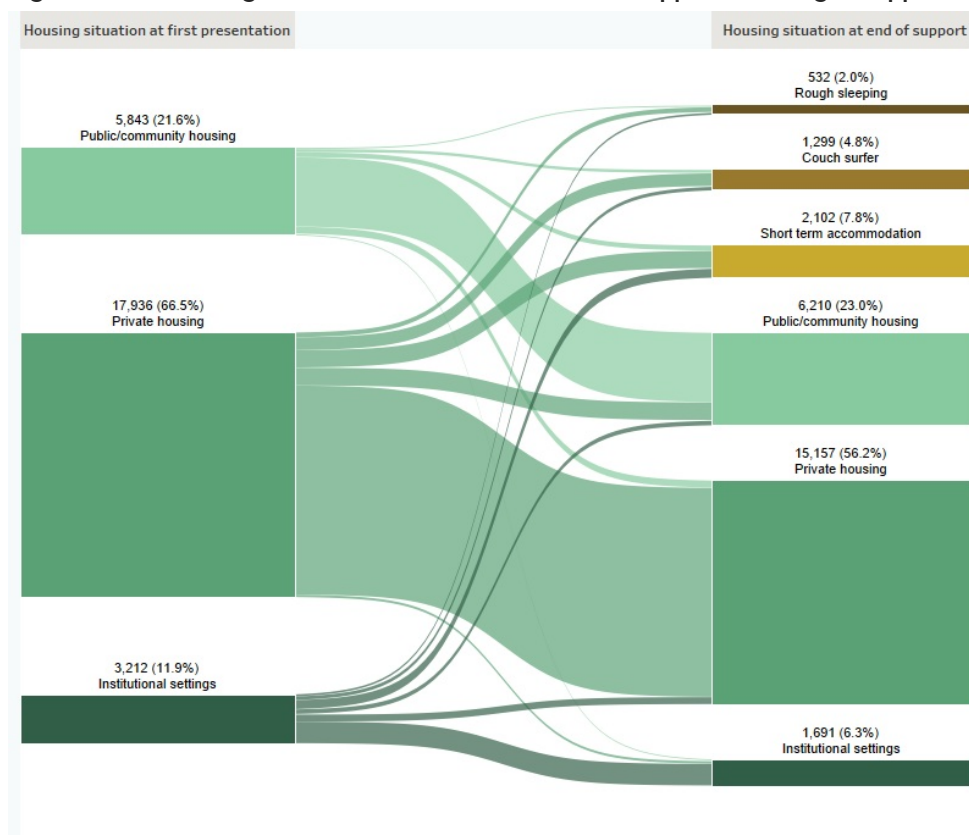 Housing situation at first presentation
Housing situation at end of support
5,843 (21.6%)
Public/community housing
17,936 (66.5%)
Private housing
3,212 (11.9%)
Institutional settings
532 (2.0%)
Rough sleeping
1,299 (4.8%)
Couch surfer
2,102 (7.8%)
Short term accommodation
6,210 (23.0%)
Public/community housing
15,157 (56.2%)
Private housing
1,691 (6.3%)
Institutional settings